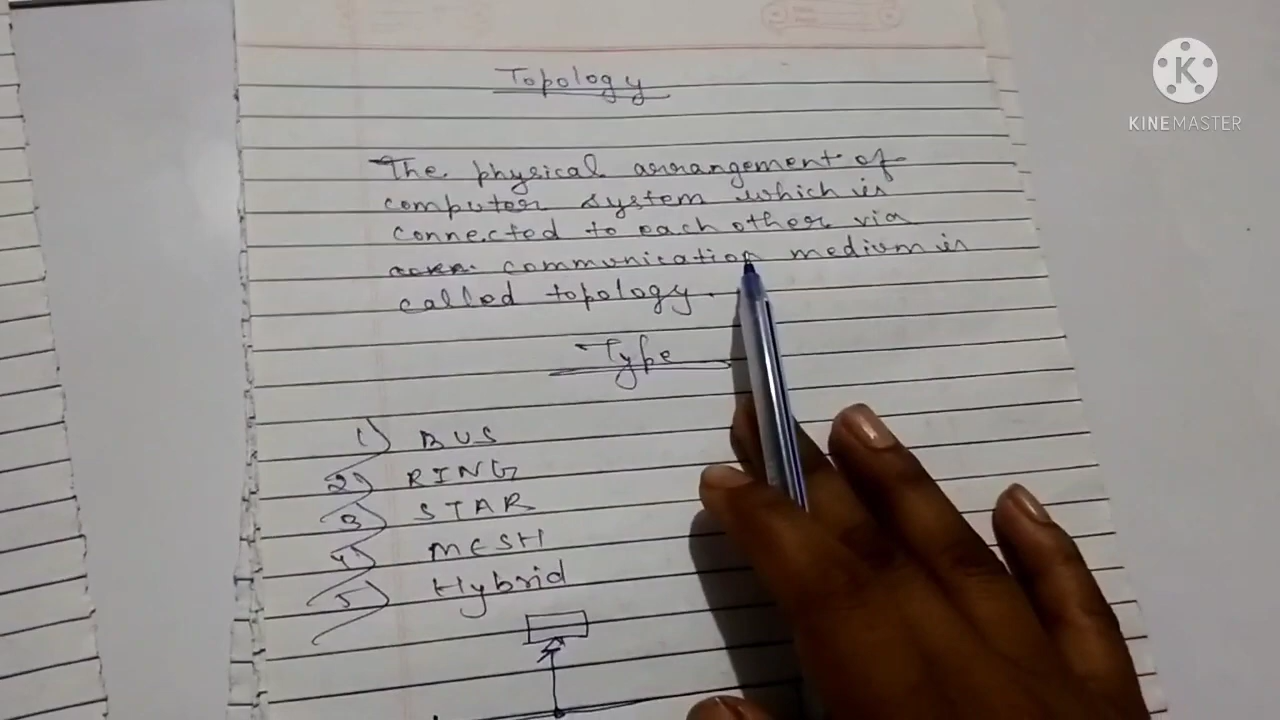 Topology
The physical arrangement of
computer system which is
connected to each other via
communication medium is
called topology.
Type
1) BUS
2) RING
3) STAR
4) MESH
5) Hybrid
K
KINEMASTER